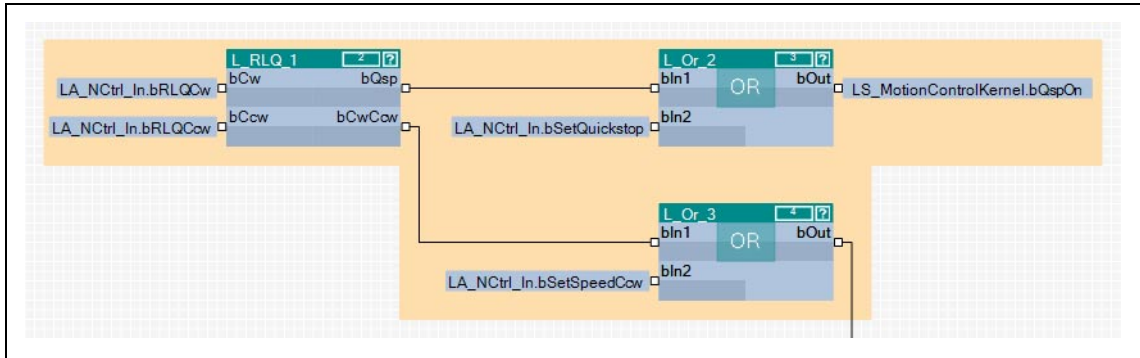 L_RLQ_1 2 ?
L_Or_2 3 ?
bCw bQsp
bIn1 OR bOut
LA_NCtrl_In.bRLQCw
LS_MotionControlKernel.bQspOn
bCcw bCwCcw
bIn2
LA_NCtrl_In.bRLQCcw
LA_NCtrl_In.bSetQuickstop
L_Or_3 4 ?
bIn1 OR bOut
bIn2
LA_NCtrl_In.bSetSpeedCcw